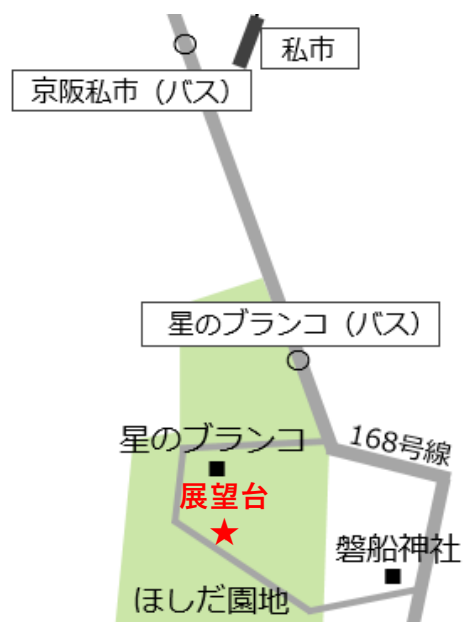 私市
京阪私市（バス）
星のブランコ（バス）
168号線
星のブランコ
展望台
磐船神社
ほしだ園地